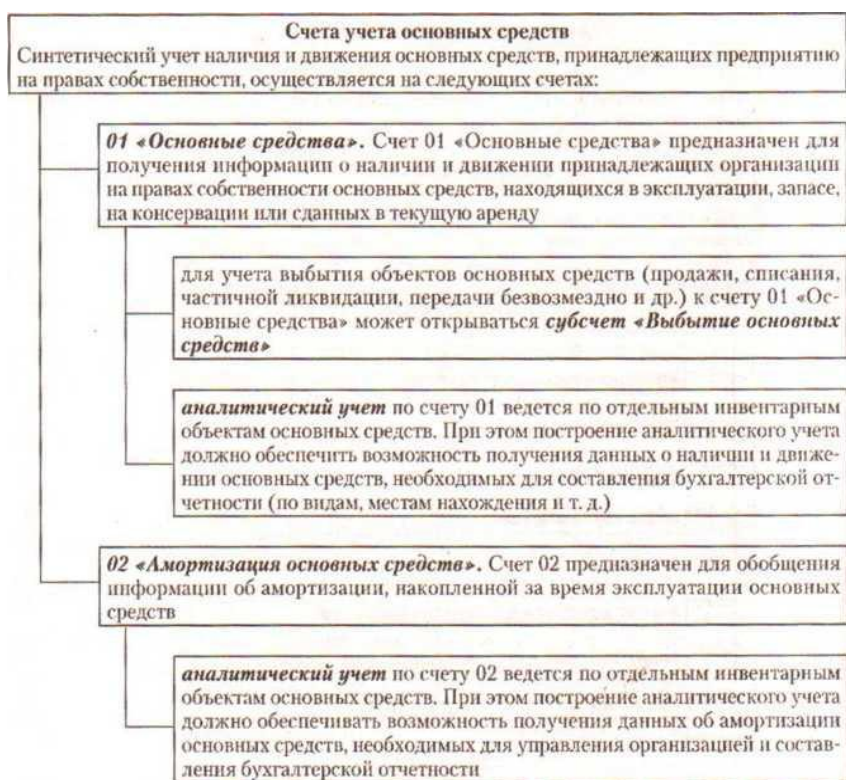 Счета учета основных средств
Синтетический учет наличия и движения основных средств, принадлежащих предприятию
на правах собственности, осуществляется на следующих счетах:
01 «Основные средства». Счет 01 «Основные средства» предназначен для
получения информации о наличии и движении принадлежащих организации
на правах собственности основных средств, находящихся в эксплуатации, запасе,
на консервации или сданных в текущую аренду
для учета выбытия объектов основных средств (продажи, списания,
частичной ликвидации, передачи безвозмездно и др.) к счету 01 «Ос-
новные средства» может открываться субсчет «Выбытие основных
средств»
аналитический учет по счету 01 ведется по отдельным инвентарным
объектам основных средств. При этом построение аналитического учета
должно обеспечить возможность получения данных о наличии и движе-
нии основных средств, необходимых для составления бухгалтерской от-
четности (по видам, местам нахождения и т. д.)
02 «Амортизация основных средств». Счет 02 предназначен для обобщения
информации об амортизации, накопленной за время эксплуатации основных
средств
аналитический учет по счету 02 ведется по отдельным инвентарным
объектам основных средств. При этом построение аналитического учета
должно обеспечивать возможность получения данных об амортизации
основных средств, необходимых для управления организацией и состав-
ления бухгалтерской отчетности